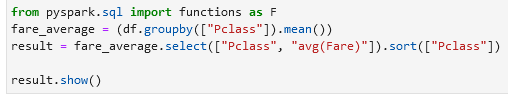 from pyspark.sql import functions as F
fare_average = (df.groupby(["Pclass"]).mean())
result = fare_average.select(["Pclass", "avg(Fare)"]).sort(["Pclass"])

result.show()